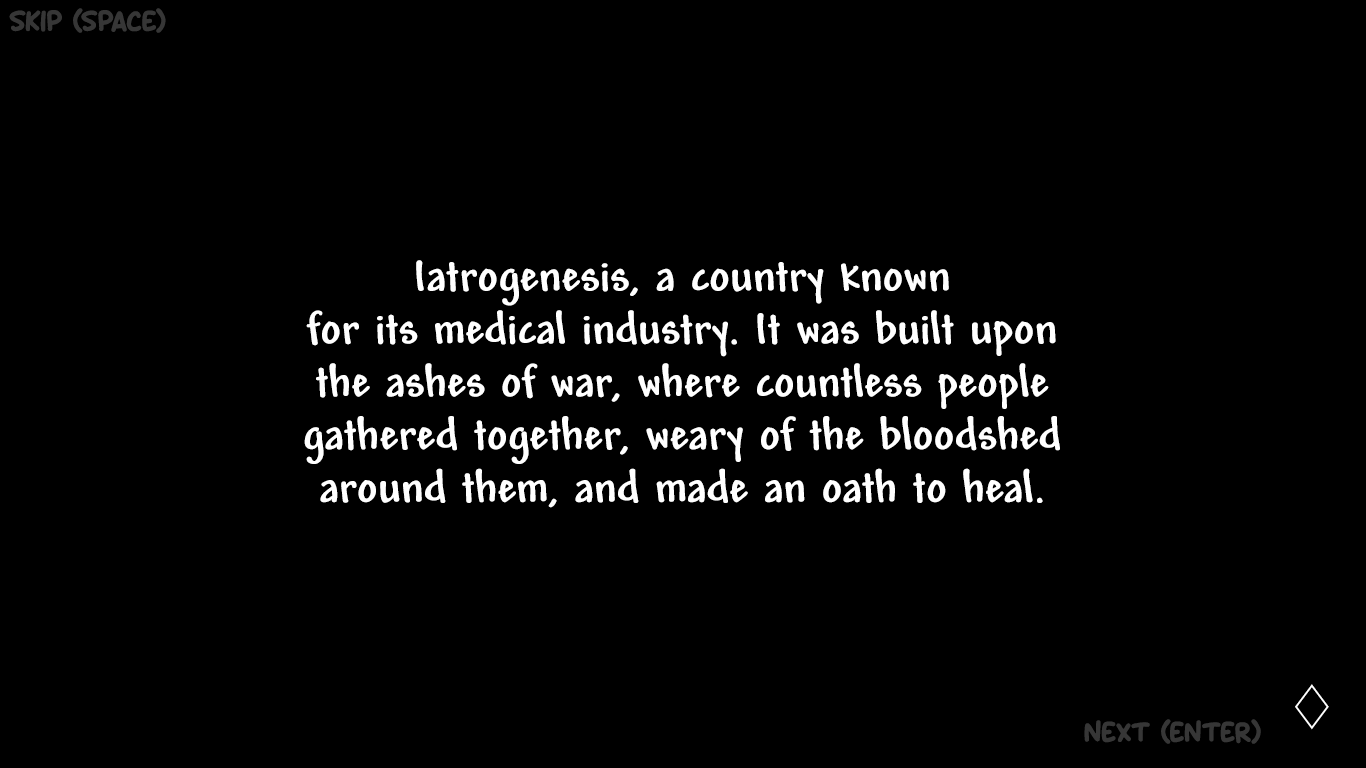 SKIP (SPACE)
Iatrogenesis, a country known
for its medical industry. It was built upon
the ashes of war, where countless people
gathered together, weary of the bloodshed
around them, and made an oath to heal.
NEXT (ENTER)